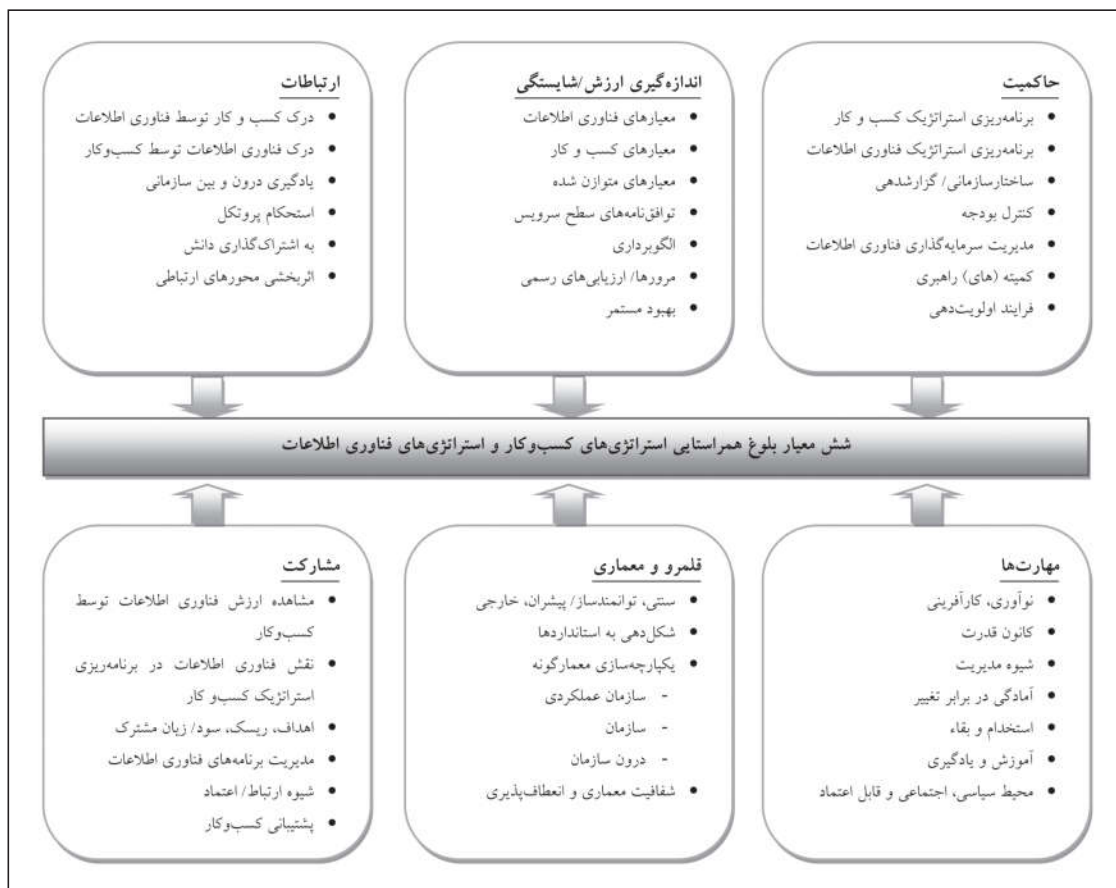 حاکمیت
• برنامه‌ریزی استراتژیک کسب و کار
• برنامه‌ریزی استراتژیک فناوری اطلاعات
• ساختارسازمانی/ گزارشدهی
• کنترل بودجه
• مدیریت سرمایه‌گذاری فناوری اطلاعات
• کمیته (های) راهبری
• فرایند اولویت‌دهی
اندازه‌گیری ارزش/شایستگی
• معیارهای فناوری اطلاعات
• معیارهای کسب و کار
• معیارهای متوازن شده
• توافق‌نامه‌های سطح سرویس
• الگوبرداری
• مرورها/ ارزیابی‌های رسمی
• بهبود مستمر
ارتباطات
• درک کسب و کار توسط فناوری اطلاعات
• درک فناوری اطلاعات توسط کسب‌وکار
• یادگیری درون و بین سازمانی
• استحکام پروتکل
• به اشتراک‌گذاری دانش
• اثربخشی محورهای ارتباطی
شش معیار بلوغ همراستایی استراتژی‌های کسب‌وکار و استراتژی‌های فناوری اطلاعات
مهارت‌ها
• نوآوری، کارآفرینی
• کانون قدرت
• شیوه مدیریت
• آمادگی در برابر تغییر
• استخدام و بقاء
• آموزش و یادگیری
• محیط سیاسی، اجتماعی و قابل اعتماد
قلمرو و معماری
• سنتی، توانمندساز/ پیشران، خارجی
• شکل‌دهی به استانداردها
• یکپارچه‌سازی معمارگونه
- سازمان عملکردی
- سازمان
- درون سازمان
• شفافیت معماری و انعطاف‌پذیری
مشارکت
• مشاهده ارزش فناوری اطلاعات توسط
کسب‌وکار
• نقش فناوری اطلاعات در برنامه‌ریزی
استراتژیک کسب‌و کار
• اهداف، ریسک، سود/ زیان مشترک
• مدیریت برنامه‌های فناوری اطلاعات
• شیوه ارتباط/ اعتماد
• پشتیبانی کسب‌وکار